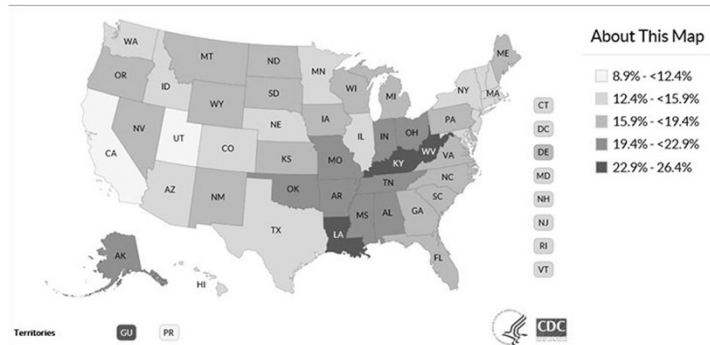 About This Map
8.9% - <12.4%
12.4% - <15.9%
15.9% - <19.4%
19.4% - <22.9%
22.9% - 26.4%
WA
OR
ID
MT
ND
MN
SD
WY
NV
UT
CA
CO
NE
IA
WI
MI
IL
IN
OH
PA
NY
MA
ME
KS
MO
KY
WV
VA
NC
TN
SC
GA
AL
MS
AR
OK
LA
TX
NM
AZ
FL
AK
HI
CT
DC
DE
MD
NH
NJ
RI
VT
Territories
GU
PR
CDC